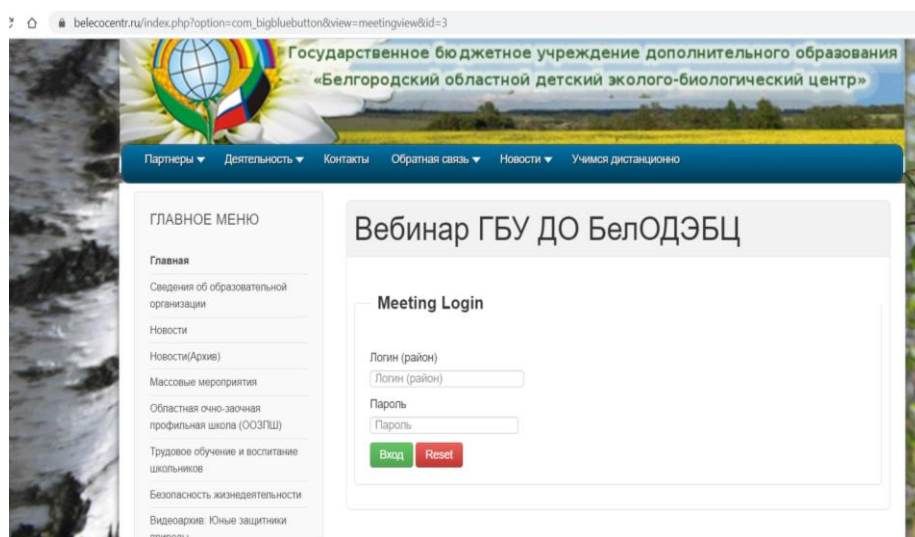 belecocentr.ru/index.php?option=com_bigbluebutton&view=meetingview&id=3
Государственное бюджетное учреждение дополнительного образования
«Белгородский областной детский эколого-биологический центр»
Партнеры Деятельность Контакты Обратная связь Новости Учимся дистанционно
ГЛАВНОЕ МЕНЮ
Главная
Сведения об образовательной
организации
Новости
Новости(Архив)
Массовые мероприятия
Областная очно-заочная
профильная школа (ООЗПШ)
Трудовое обучение и воспитание
школьников
Безопасность жизнедеятельности
Видеоархив: Юные защитники
природы
Вебинар ГБУ ДО БелОДЭБЦ
Meeting Login
Логин (район)
Логин (район)
Пароль
Пароль
Вход Reset